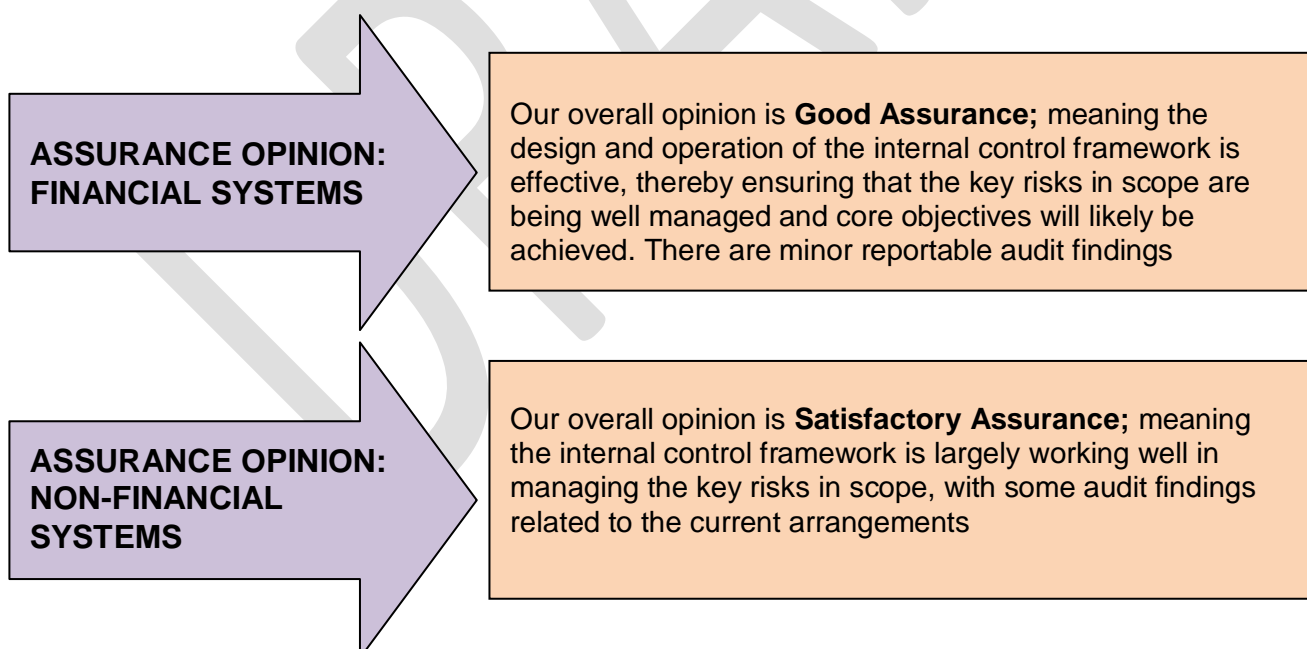 ASSURANCE OPINION:
FINANCIAL SYSTEMS
Our overall opinion is Good Assurance; meaning the
design and operation of the internal control framework is
effective, thereby ensuring that the key risks in scope are
being well managed and core objectives will likely be
achieved. There are minor reportable audit findings
ASSURANCE OPINION:
NON-FINANCIAL
SYSTEMS
Our overall opinion is Satisfactory Assurance; meaning
the internal control framework is largely working well in
managing the key risks in scope, with some audit findings
related to the current arrangements